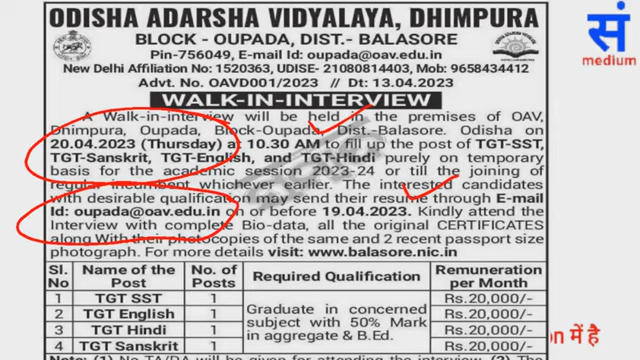 ODISHA ADARSHA VIDYALAYA, DHIMPURA
BLOCK - OUPADA, DIST.- BALASORE
Pin-756049, E-mail Id: oupada@oav.edu.in
New Delhi Affiliation No: 1520363, UDISE- 21080814403, Mob: 9658434412
Advt. No. OAVD001/2023 // Dt: 13.04.2023
WALK-IN-INTERVIEW
A Walk-in-interview will be held in the premises of OAV,
Dhimpura, Oupada, Block-Oupada, Dist.-Balasore. Odisha on
20.04.2023 (Thursday) at 10.30 AM to fill up the post of TGT-SST,
TGT-Sanskrit, TGT-English, and TGT-Hindi purely on temporary
basis for the academic session 2023-24 or till the joining of
regular incumbent whichever earlier. The interested candidates
with desirable qualification may send their resume through E-mail
Id: oupada@oav.edu.in on or before 19.04.2023. Kindly attend the
Interview with complete Bio-data, all the original CERTIFICATES
along With their photocopies of the same and 2 recent passport size
photograph. For more details visit: www.balasore.nic.in
Sl. No Name of the Post No. of Posts Required Qualification Remuneration per Month
1 TGT SST 1 Rs.20,000/-
2 TGT English 1 Rs.20,000/-
3 TGT Hindi 1 Rs.20,000/-
4 TGT Sanskrit 1 Rs.20,000/-
Graduate in concerned
subject with 50% Mark
in aggregate & B.Ed.
सं
medium
में है